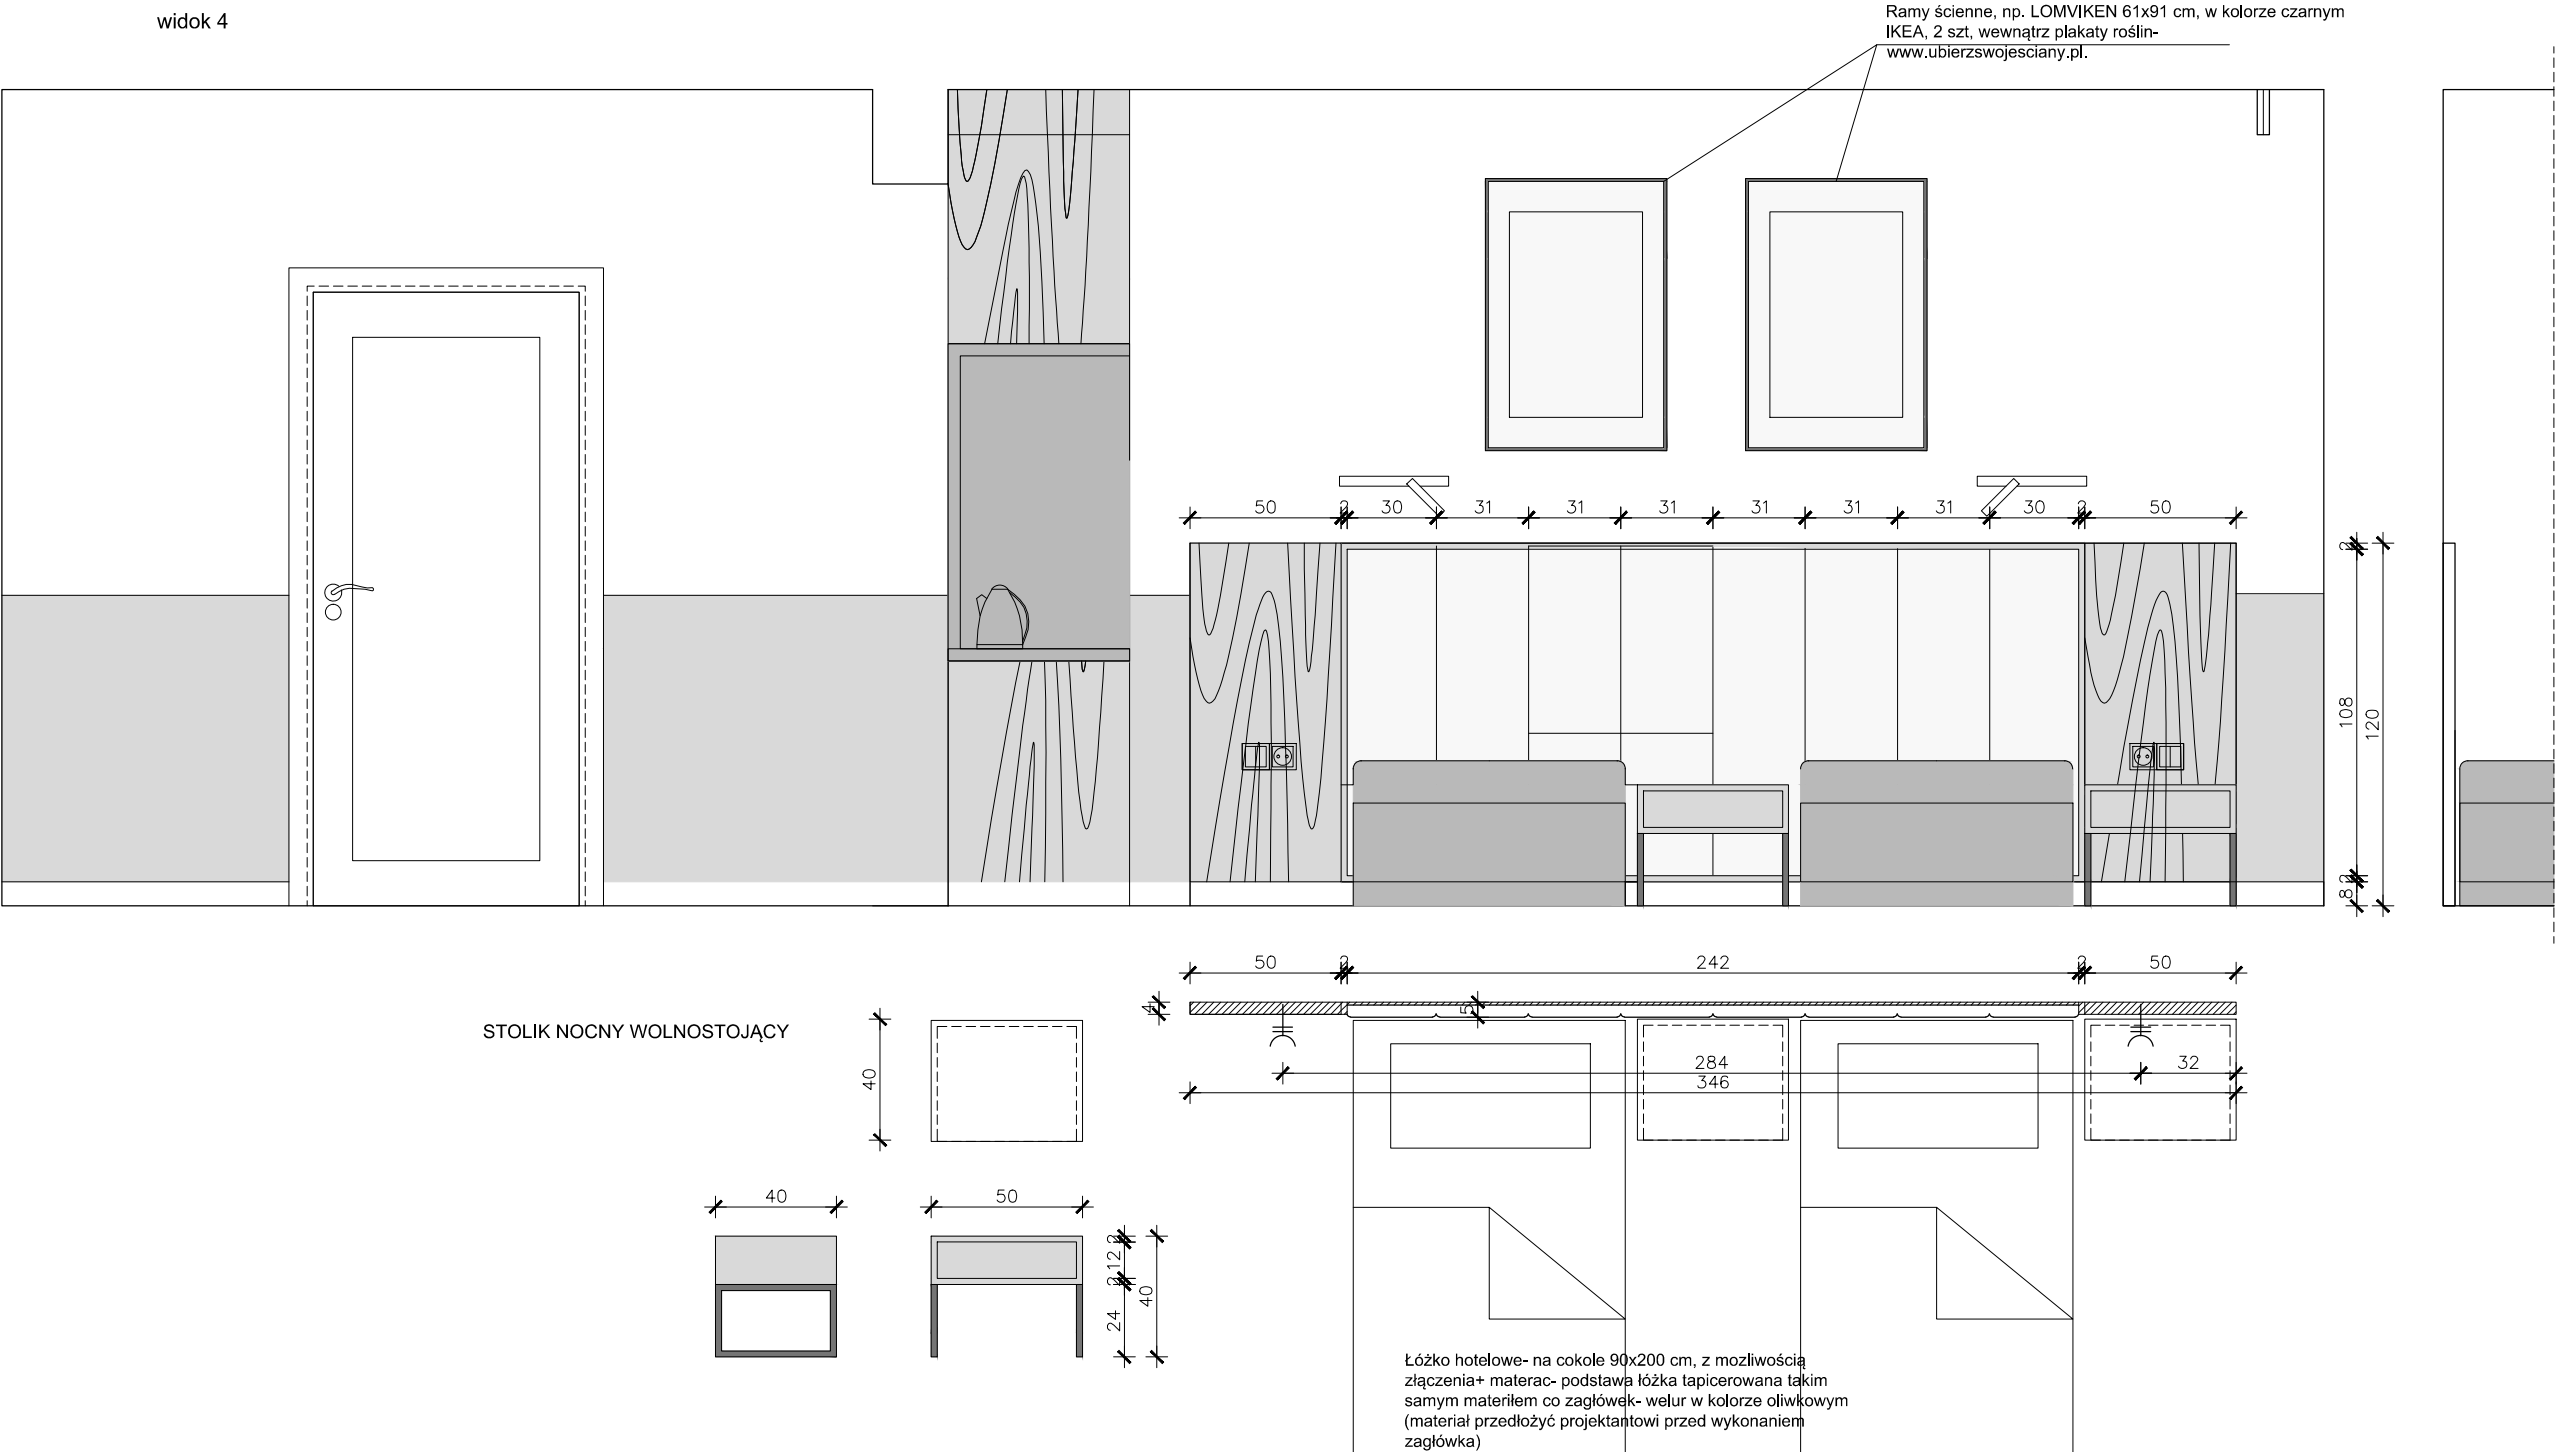 widok 4
Ramy ścienne, np. LOMVIKEN 61x91 cm, w kolorze czarnym
IKEA, 2 szt, wewnątrz plakaty roślin-
www.ubierzswojesciany.pl.
50 2 30 31 31 31 31 31 31 30 2 50
2
108
120
2
8
50 2 242 2 50
4
5
STOLIK NOCNY WOLNOSTOJĄCY
40
284
32
346
40
50
2
12
2
24
40
Łóżko hotelowe- na cokole 90x200 cm, z mozliwością
złączenia+ materac- podstawa łóżka tapicerowana takim
samym materiłem co zagłówek- welur w kolorze oliwkowym
(materiał przedłożyć projektantowi przed wykonaniem
zagłówka)